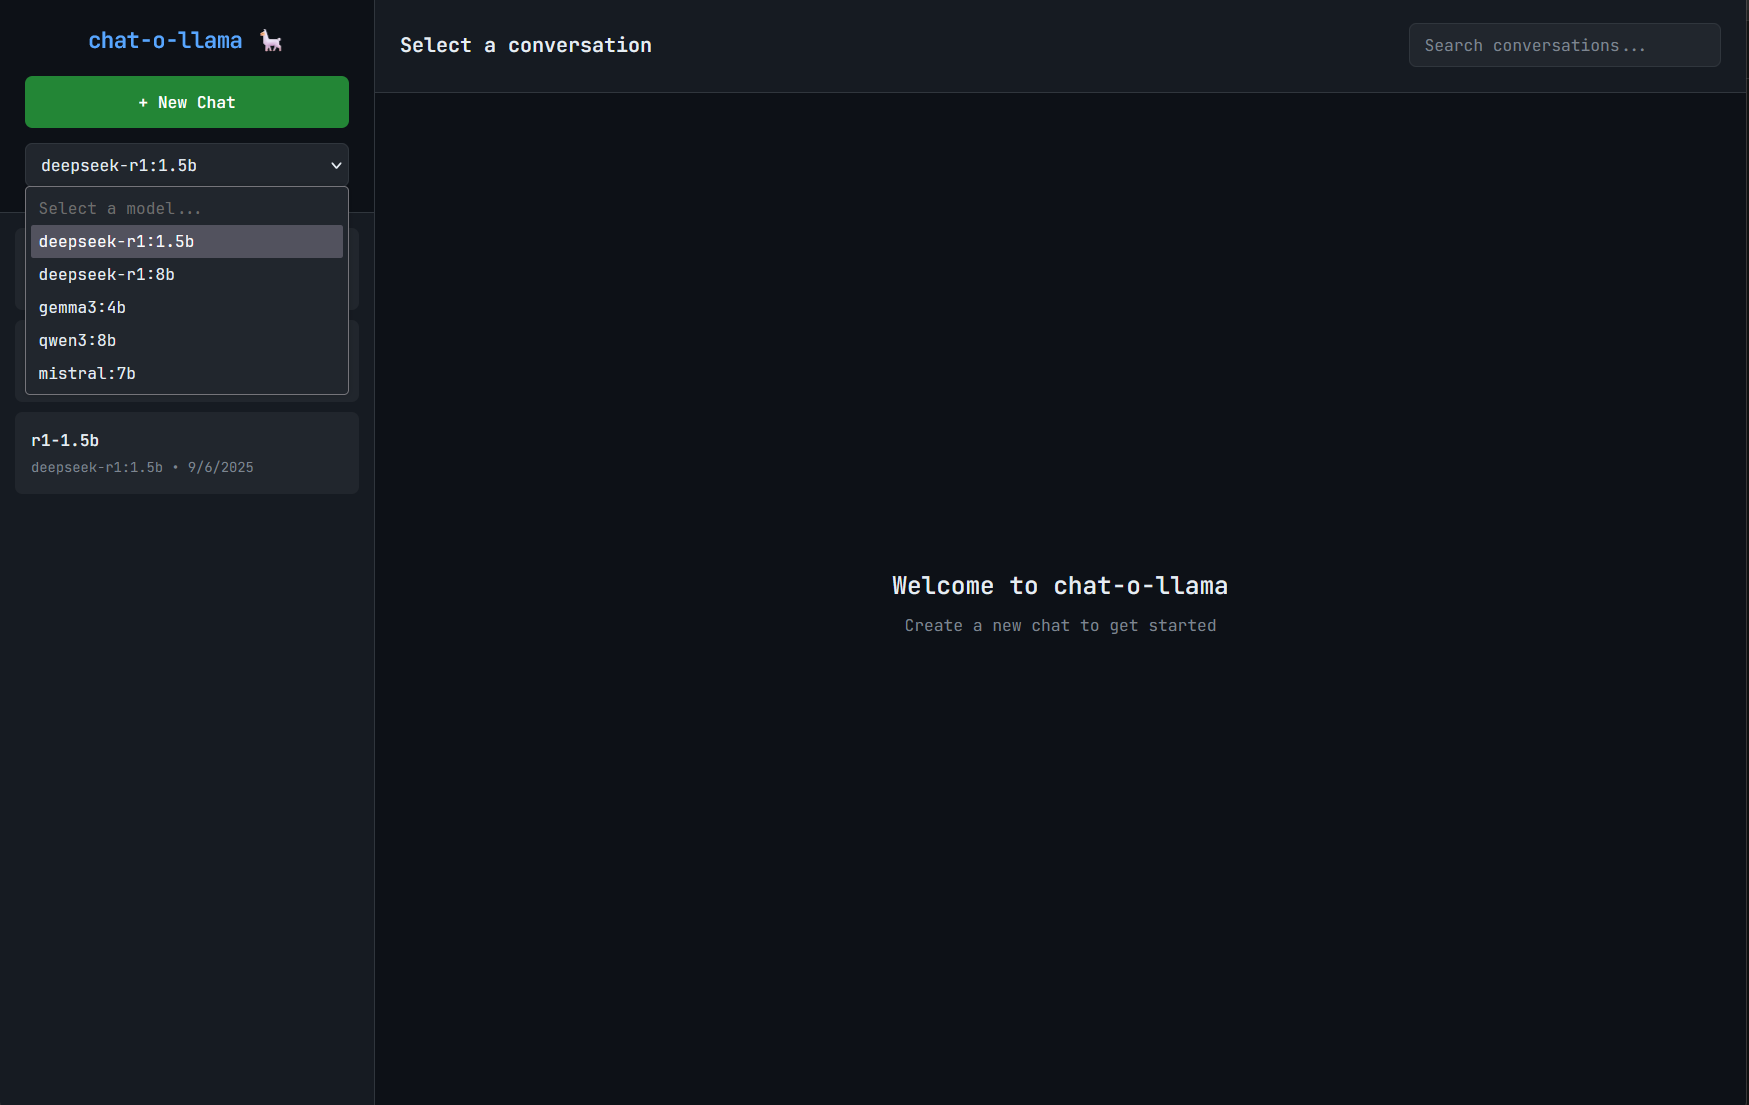 chat-o-llama 🦙
+ New Chat
deepseek-r1:1.5b
Select a model...
deepseek-r1:1.5b
deepseek-r1:8b
gemma3:4b
qwen3:8b
mistral:7b
r1-1.5b
deepseek-r1:1.5b • 9/6/2025
Select a conversation
Search conversations...
Welcome to chat-o-llama
Create a new chat to get started